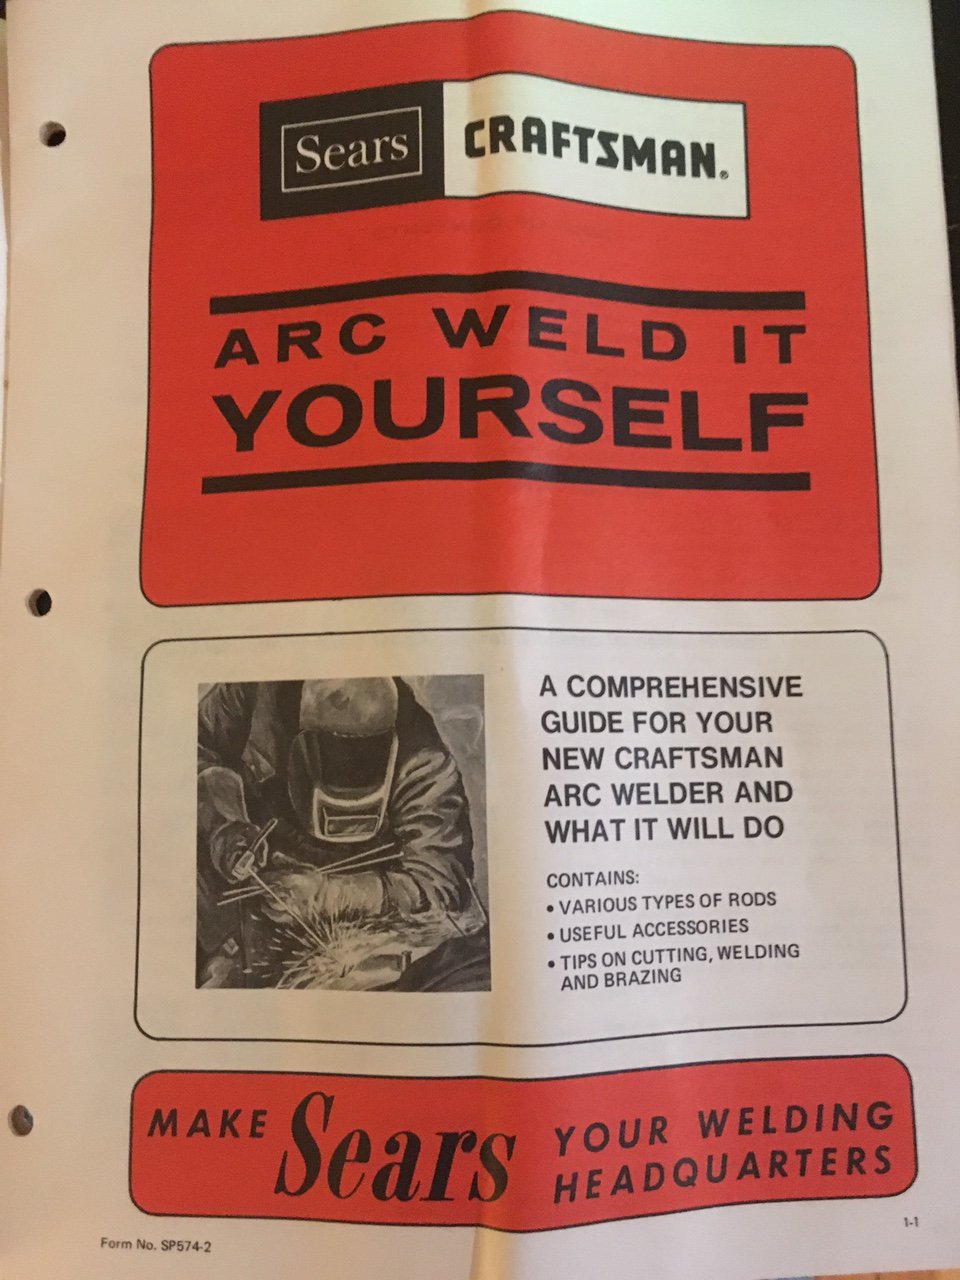 Sears CRAFTSMAN®
ARC WELD IT
YOURSELF
A COMPREHENSIVE
GUIDE FOR YOUR
NEW CRAFTSMAN
ARC WELDER AND
WHAT IT WILL DO
CONTAINS:
• VARIOUS TYPES OF RODS
• USEFUL ACCESSORIES
• TIPS ON CUTTING, WELDING
AND BRAZING
MAKE Sears YOUR WELDING
HEADQUARTERS
1-1
Form No. SP574-2